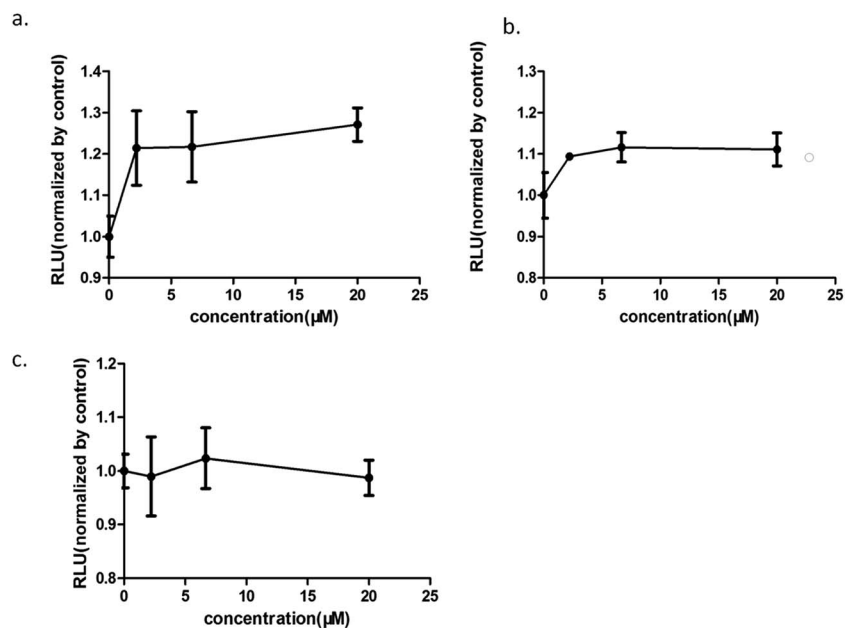 a.
RLU(normalized by control)
1.4
1.3
1.2
1.1
1.0
0.9
0 5 10 15 20 25
concentration(µM)
b.
RLU(normalized by control)
1.3
1.2
1.1
1.0
0.9
0.8
0 5 10 15 20 25
concentration(µM)
c.
RLU(normalized by control)
1.2
1.1
1.0
0.9
0.8
0 5 10 15 20 25
concentration(µM)